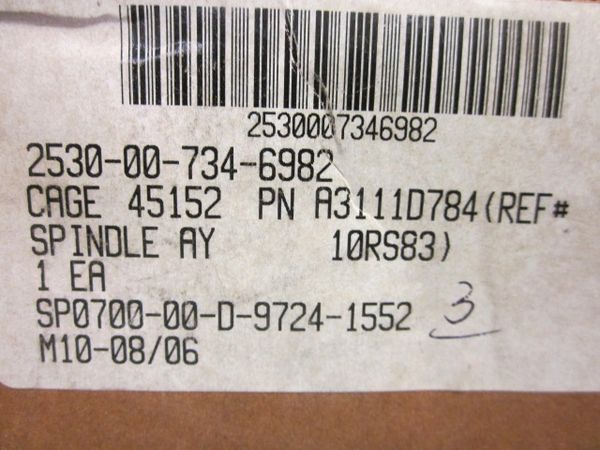 2530007346982
2530-00-734-6982
CAGE 45152 PN A3111D784(REF#
SPINDLE AY 10RS83)
1 EA
SP0700-00-D-9724-1552 3
M10-08/06